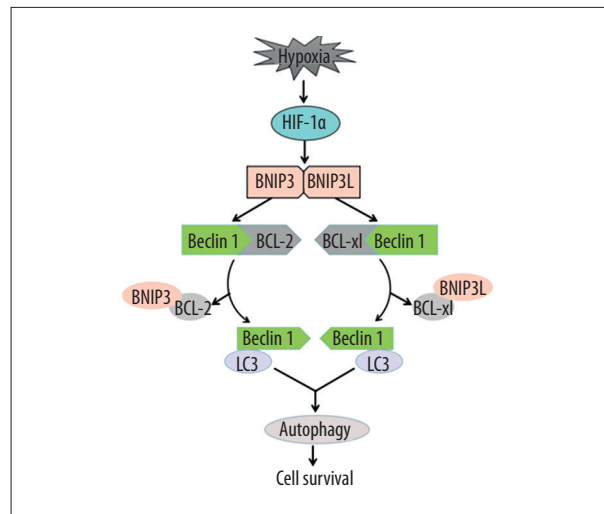 Hypoxia
HIF-1α
BNIP3 BNIP3L
Beclin 1 BCL-2 BCL-xl Beclin 1
BNIP3 BCL-2 BNIP3L BCL-xl
Beclin 1 Beclin 1
LC3 LC3
Autophagy
Cell survival